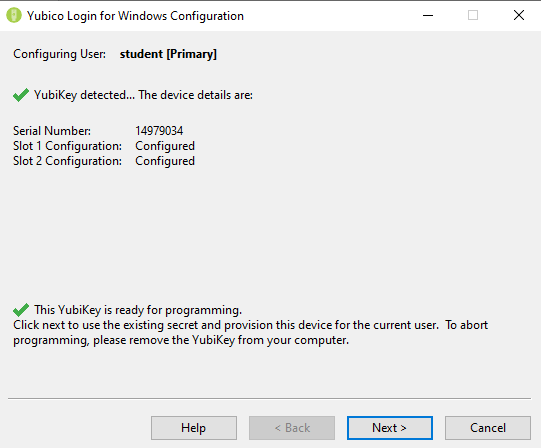 Yubico Login for Windows Configuration
Configuring User: student [Primary]
YubiKey detected... The device details are:
Serial Number: 14979034
Slot 1 Configuration: Configured
Slot 2 Configuration: Configured
This YubiKey is ready for programming.
Click next to use the existing secret and provision this device for the current user. To abort
programming, please remove the YubiKey from your computer.
Help < Back Next > Cancel